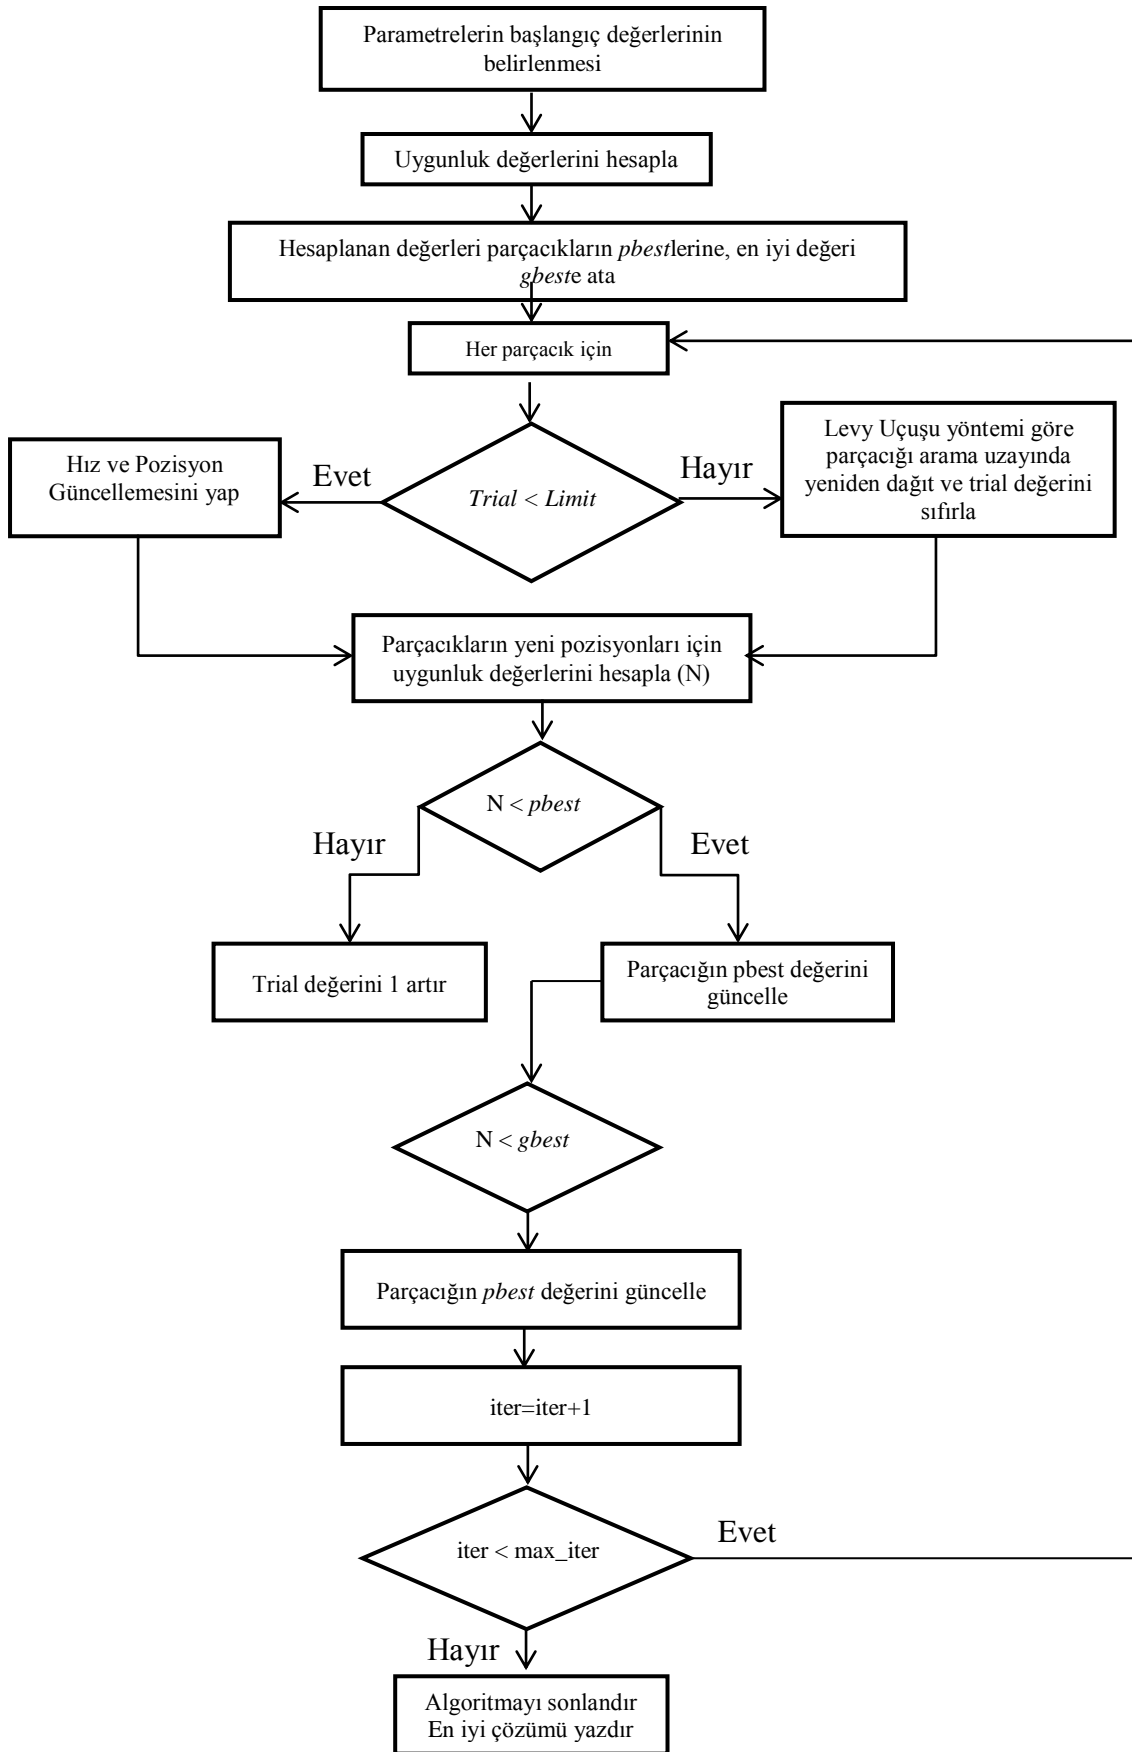 Parametrelerin başlangıç değerlerinin
belirlenmesi
Uygunluk değerlerini hesapla
Hesaplanan değerleri parçacıkların pbestlerine, en iyi değeri
gbeste ata
Her parçacık için
Hız ve Pozisyon
Güncellemesini yap
Evet
Trial < Limit
Hayır
Levy Uçuşu yöntemi göre
parçacığı arama uzayında
yeniden dağıt ve trial değerini
sıfırla
Parçacıkların yeni pozisyonları için
uygunluk değerlerini hesapla (N)
N < pbest
Hayır
Evet
Trial değerini 1 artır
Parçacığın pbest değerini
güncelle
N < gbest
Parçacığın pbest değerini güncelle
iter=iter+1
iter < max_iter
Evet
Hayır
Algoritmayı sonlandır
En iyi çözümü yazdır